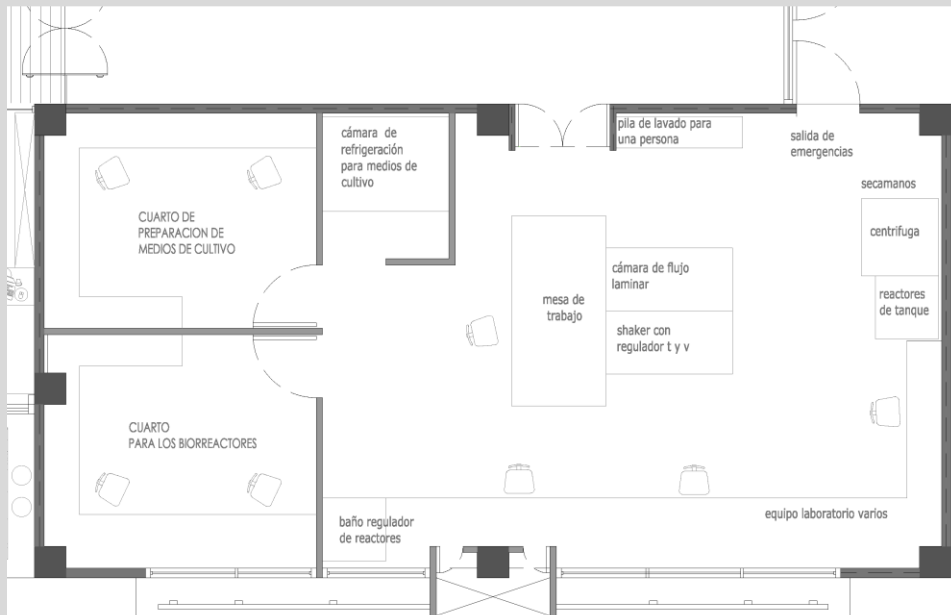 cámara de
refrigeración
para medios de
cultivo
pila de lavado para
una persona
salida de
emergencias
secamanos
CUARTO DE
PREPARACION DE
MEDIOS DE CULTIVO
centrifuga
cámara de flujo
laminar
mesa de
trabajo
reactores
de tanque
shaker con
regulador t y v
CUARTO
PARA LOS BIORREACTORES
baño regulador
de reactores
equipo laboratorio varios